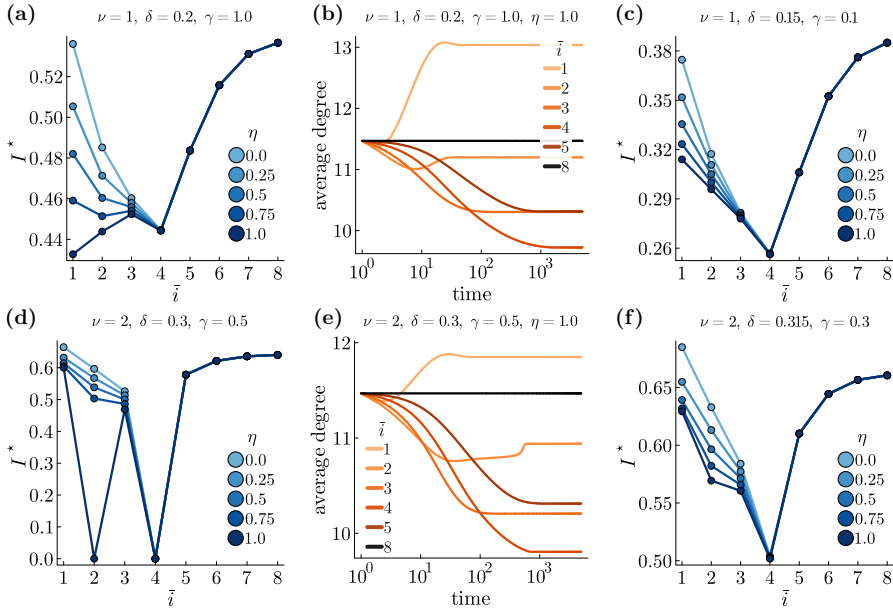 (a) ν = 1, δ = 0.2, γ = 1.0
I*
0.52
0.50
0.48
0.46
0.44
η
0.0
0.25
0.5
0.75
1.0
1 2 3 4 5 6 7 8
ī
(b) ν = 1, δ = 0.2, γ = 1.0, η = 1.0
average degree
13
12
11
10
ī
1
2
3
4
5
8
10⁰ 10¹ 10² 10³
time
(c) ν = 1, δ = 0.15, γ = 0.1
I*
0.38
0.35
0.32
0.29
0.26
η
0.0
0.25
0.5
0.75
1.0
1 2 3 4 5 6 7 8
ī
(d) ν = 2, δ = 0.3, γ = 0.5
I*
0.6
0.5
0.4
0.3
0.2
0.1
0.0
η
0.0
0.25
0.5
0.75
1.0
1 2 3 4 5 6 7 8
ī
(e) ν = 2, δ = 0.3, γ = 0.5, η = 1.0
average degree
12
11
10
ī
1
2
3
4
5
8
10⁰ 10¹ 10² 10³
time
(f) ν = 2, δ = 0.315, γ = 0.3
I*
0.65
0.60
0.55
0.50
η
0.0
0.25
0.5
0.75
1.0
1 2 3 4 5 6 7 8
ī